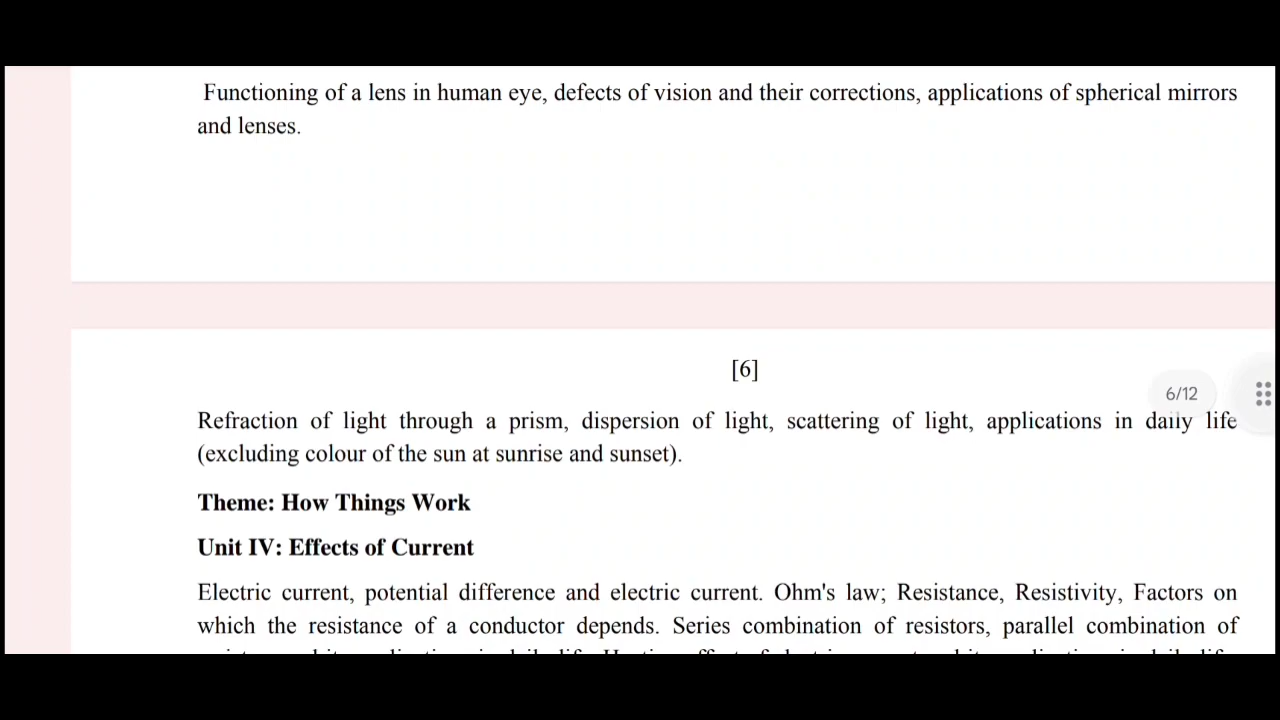 Functioning of a lens in human eye, defects of vision and their corrections, applications of spherical mirrors
and lenses.
[6]
6/12
Refraction of light through a prism, dispersion of light, scattering of light, applications in daily life
(excluding colour of the sun at sunrise and sunset).
Theme: How Things Work
Unit IV: Effects of Current
Electric current, potential difference and electric current. Ohm's law; Resistance, Resistivity, Factors on
which the resistance of a conductor depends. Series combination of resistors, parallel combination of